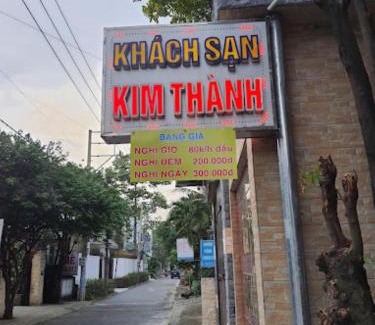 KHÁCH SẠN
KIM THÀNH
BẢNG GIÁ
NGHỈ GIỜ 80k/h đầu
NGHỈ ĐÊM 200.000đ
NGHỈ NGÀY 300.000đ